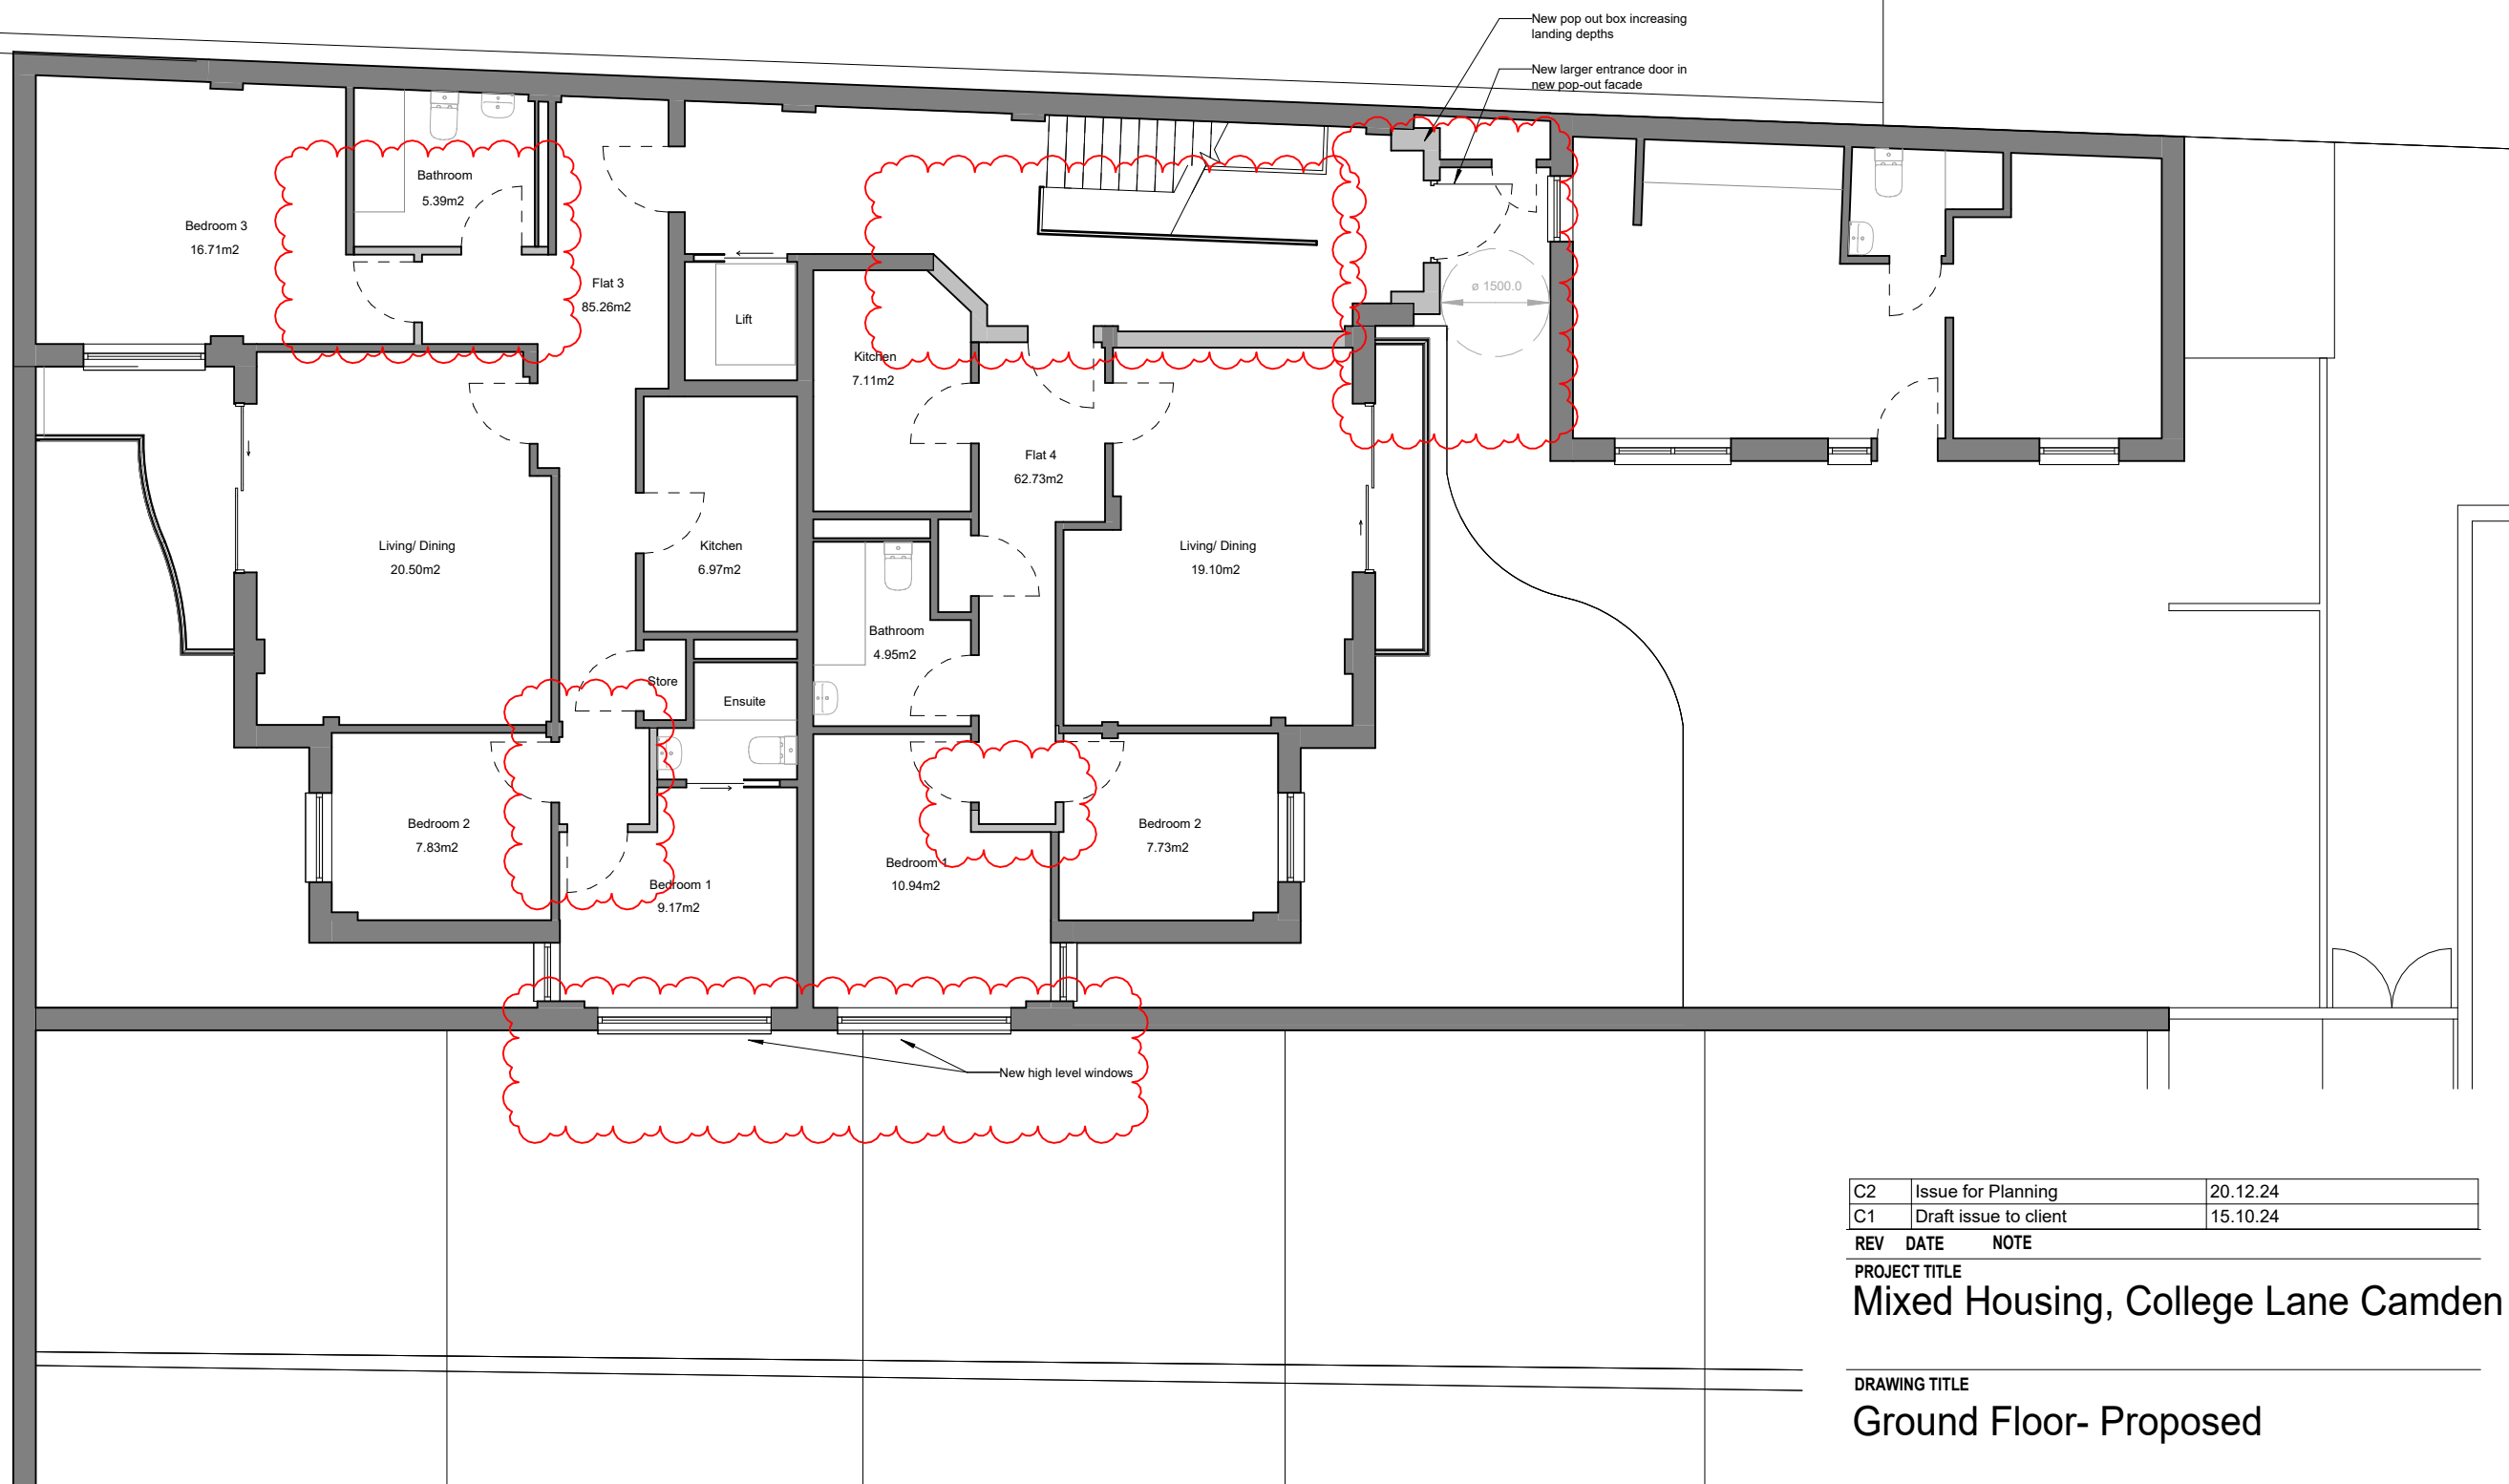 New pop out box increasing
landing depths
New larger entrance door in
new pop-out facade
Bathroom
5.39m2
Bedroom 3
16.71m2
Flat 3
85.26m2
ø 1500.0
Lift
Kitchen
7.11m2
Flat 4
62.73m2
Living/ Dining
20.50m2
Kitchen
6.97m2
Living/ Dining
19.10m2
Bathroom
4.95m2
Store
Ensuite
Bedroom 2
7.83m2
Bedroom 2
7.73m2
Bedroom 1
10.94m2
Bedroom 1
9.17m2
New high level windows
C2 Issue for Planning 20.12.24
C1 Draft issue to client 15.10.24
REV DATE NOTE
PROJECT TITLE
Mixed Housing, College Lane Camden
DRAWING TITLE
Ground Floor- Proposed